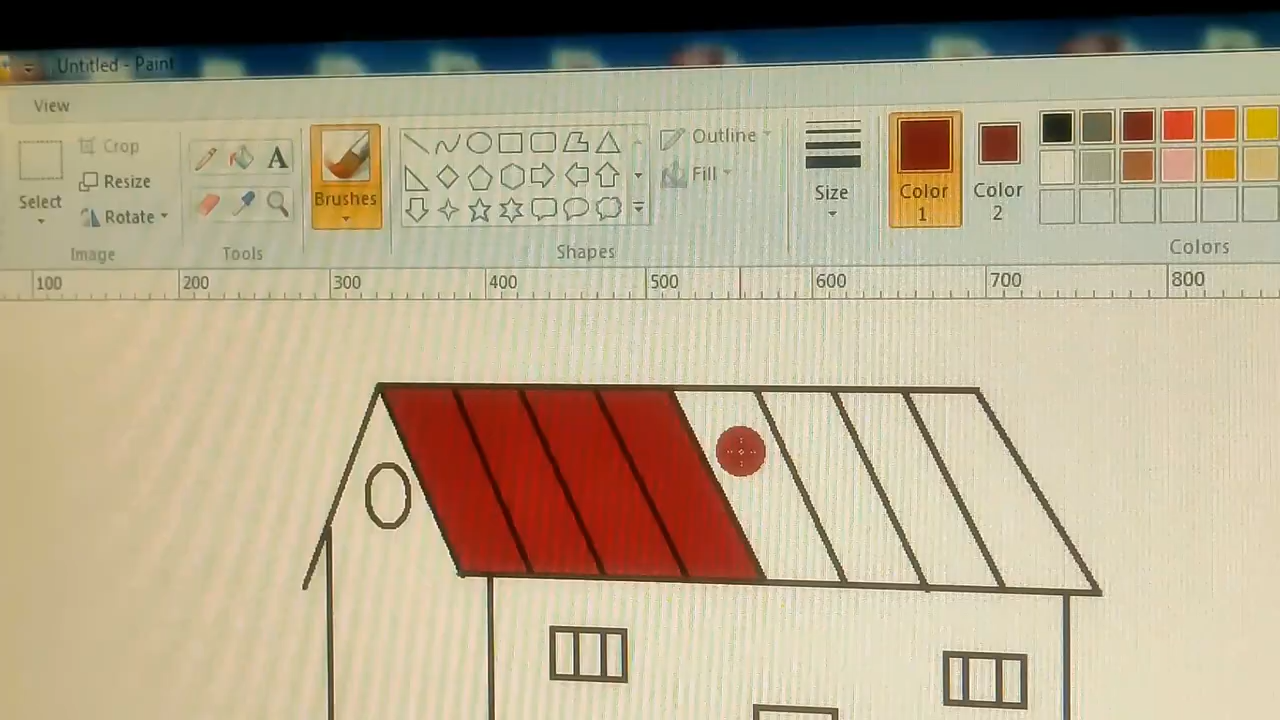 Untitled - Paint
View
Select
Crop
Resize
Rotate
Image
A
Tools
Brushes
Shapes
Outline
Fill
Size
Color
1
Color
2
Colors
100 200 300 400 500 600 700 800